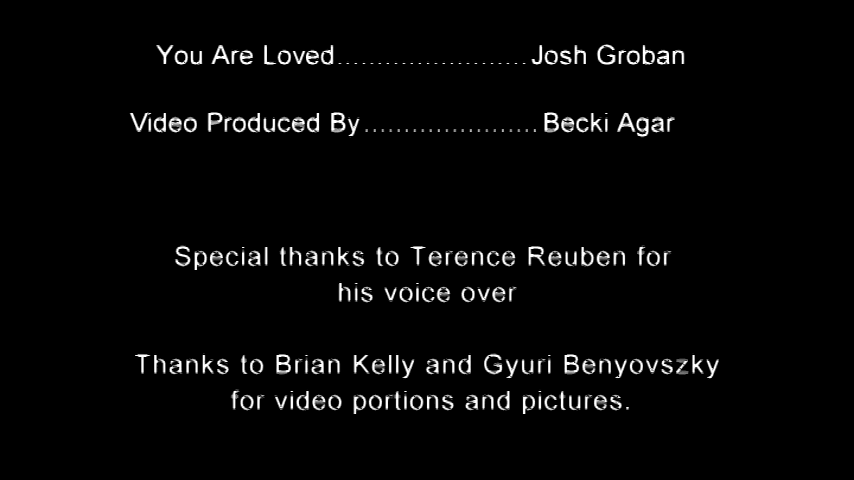 You Are Loved........................Josh Groban
Video Produced By......................Becki Agar
Special thanks to Terence Reuben for
his voice over
Thanks to Brian Kelly and Gyuri Benyovszky
for video portions and pictures.